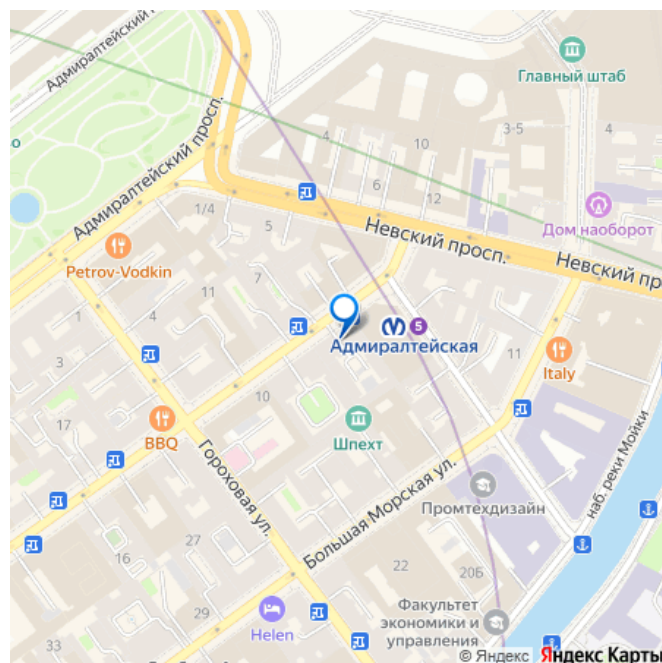 Адмиралтейский п
Главный штаб
3-5
4
10
4
о
Адмиралтейский просп.
6
12
Дом наоборот
1/4
5
Невский просп.
Невский пр
Petrov-Vodkin
7
11
1
4
5
Адмиралтейская
11
Italy
3
17
10
BBQ
Шпехт
Гороховая ул.
Большая Морская ул.
наб. реки Мойки
Промтехдизайн
16
27
22
20Б
29
Helen
33
Факультет
экономики и
управления
© Яндекс Яндекс Карты